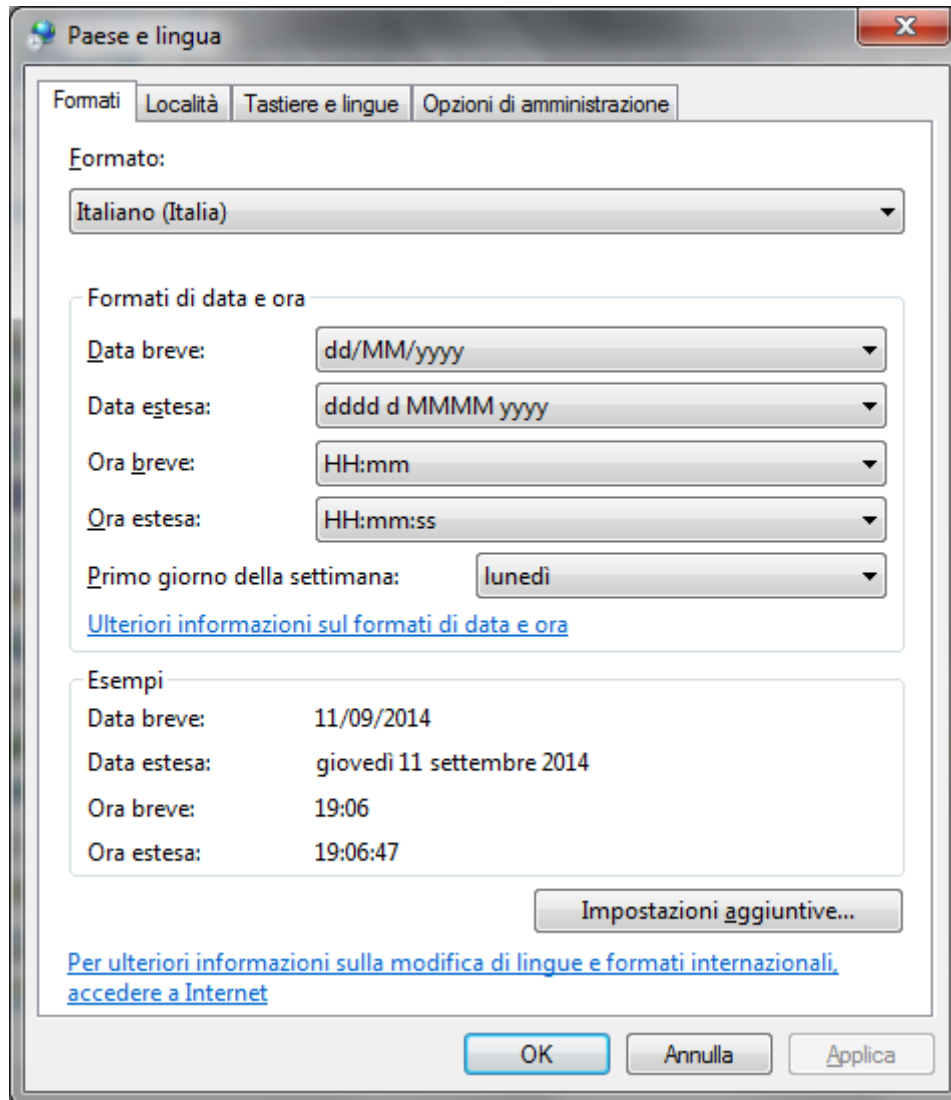 Paese e lingua
Formati Località Tastiere e lingue Opzioni di amministrazione
Formato:
Italiano (Italia)
Formati di data e ora
Data breve: dd/MM/yyyy
Data estesa: dddd d MMMM yyyy
Ora breve: HH:mm
Ora estesa: HH:mm:ss
Primo giorno della settimana: lunedì
Ulteriori informazioni sul formati di data e ora
Esempi
Data breve: 11/09/2014
Data estesa: giovedì 11 settembre 2014
Ora breve: 19:06
Ora estesa: 19:06:47
Impostazioni aggiuntive...
Per ulteriori informazioni sulla modifica di lingue e formati internazionali,
accedere a Internet
OK Annulla Applica